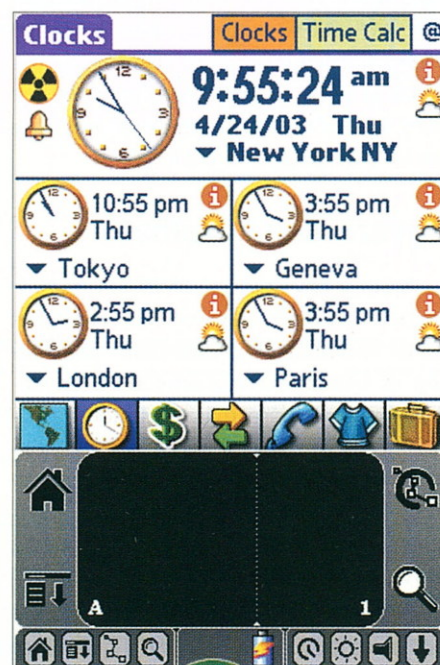 Clocks Clocks Time Calc @
9:55:24 am
4/24/03 Thu
New York NY
10:55 pm
Thu
Tokyo
3:55 pm
Thu
Geneva
2:55 pm
Thu
London
3:55 pm
Thu
Paris
A 1